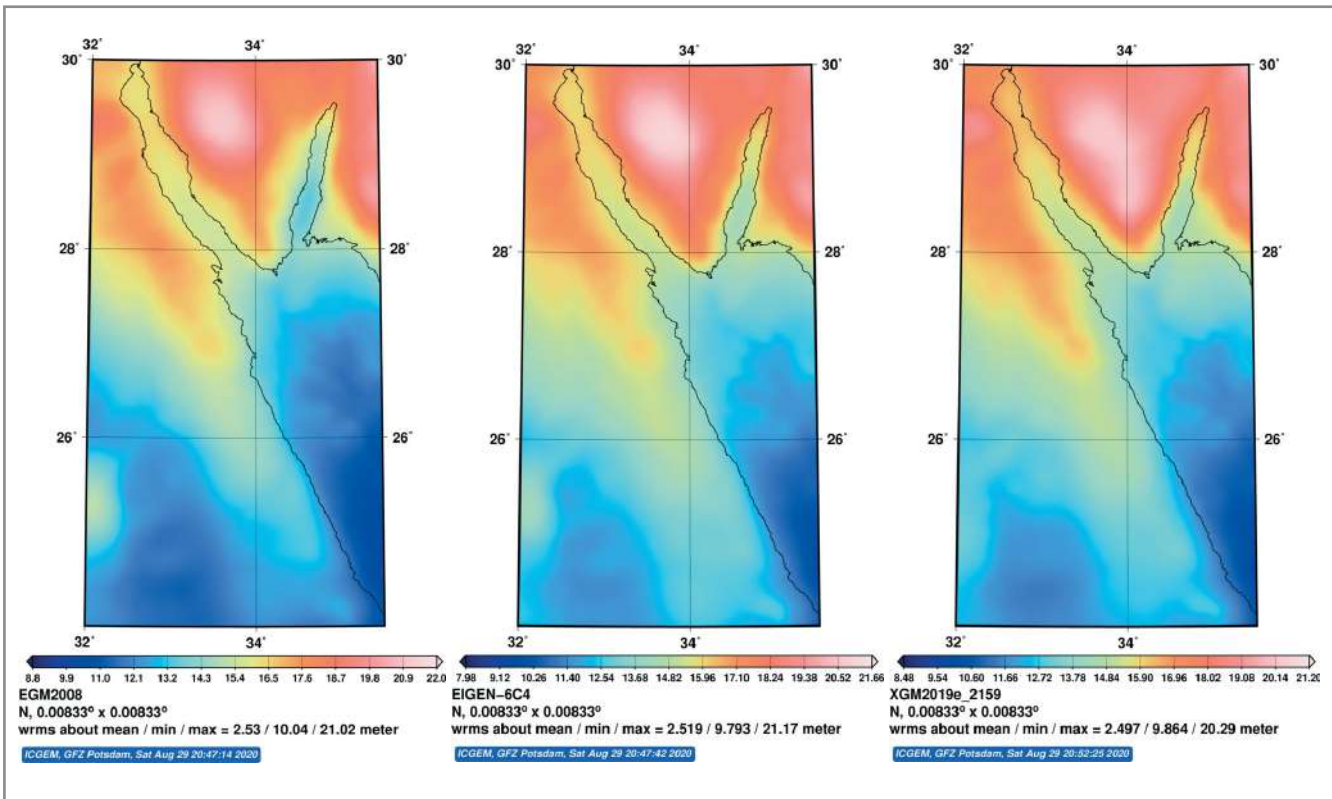 32° 34°
30° 30°
28° 28°
26° 26°
32° 34°
8.8 9.9 11.0 12.1 13.2 14.3 15.4 16.5 17.6 18.7 19.8 20.9 22.0
EGM2008
N, 0.00833° x 0.00833°
wrms about mean / min / max = 2.53 / 10.04 / 21.02 meter
ICGEM, GFZ Potsdam, Sat Aug 29 20:47:14 2020
32° 34°
30° 30°
28° 28°
26° 26°
32° 34°
7.98 9.12 10.26 11.40 12.54 13.68 14.82 15.96 17.10 18.24 19.38 20.52 21.66
EIGEN-6C4
N, 0.00833° x 0.00833°
wrms about mean / min / max = 2.519 / 9.793 / 21.17 meter
ICGEM, GFZ Potsdam, Sat Aug 29 20:47:42 2020
32° 34°
30° 30°
28° 28°
26° 26°
32° 34°
8.48 9.54 10.60 11.66 12.72 13.78 14.84 15.90 16.96 18.02 19.08 20.14 21.20
XGM2019e_2159
N, 0.00833° x 0.00833°
wrms about mean / min / max = 2.497 / 9.864 / 20.29 meter
ICGEM, GFZ Potsdam, Sat Aug 29 20:52:25 2020